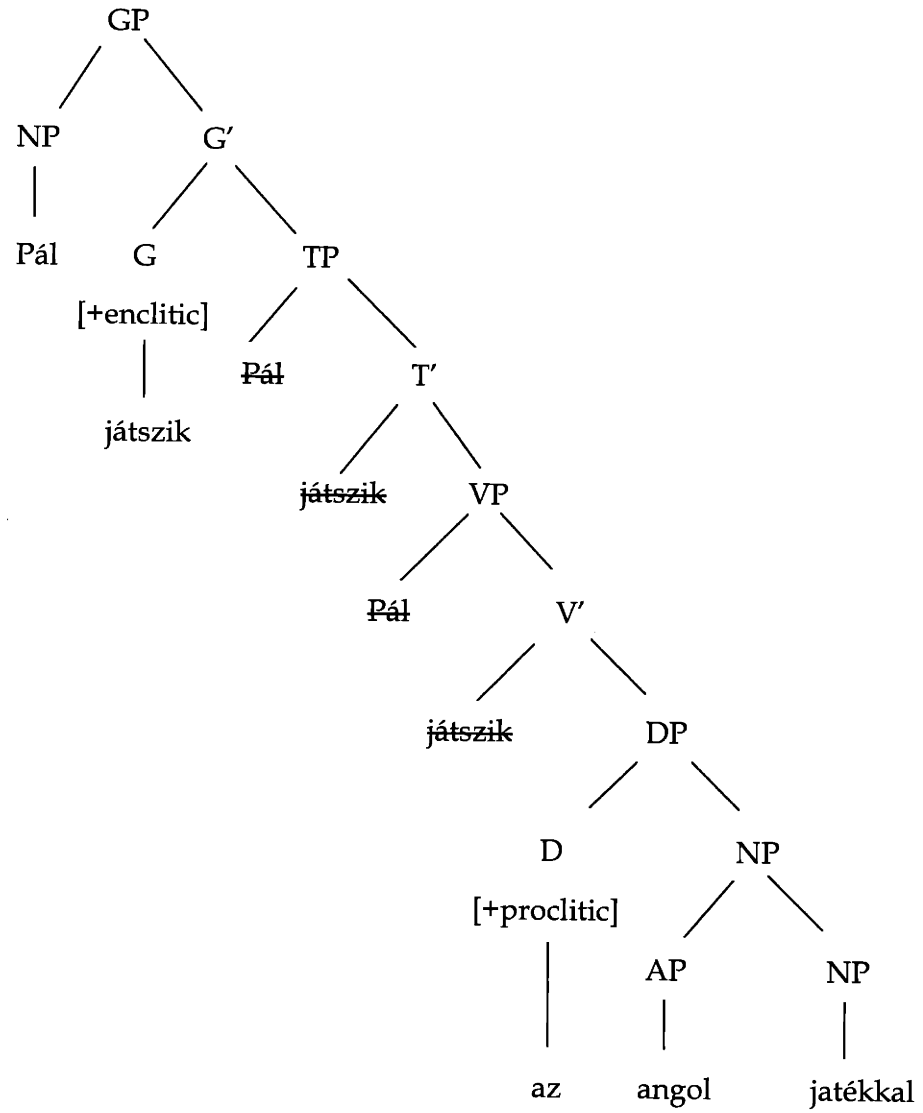 GP
NP G′
Pál G TP
[+enclitic]
Pál T′
játszik
játszik VP
Pál V′
játszik DP
D NP
[+proclitic]
AP NP
az angol jatékkal